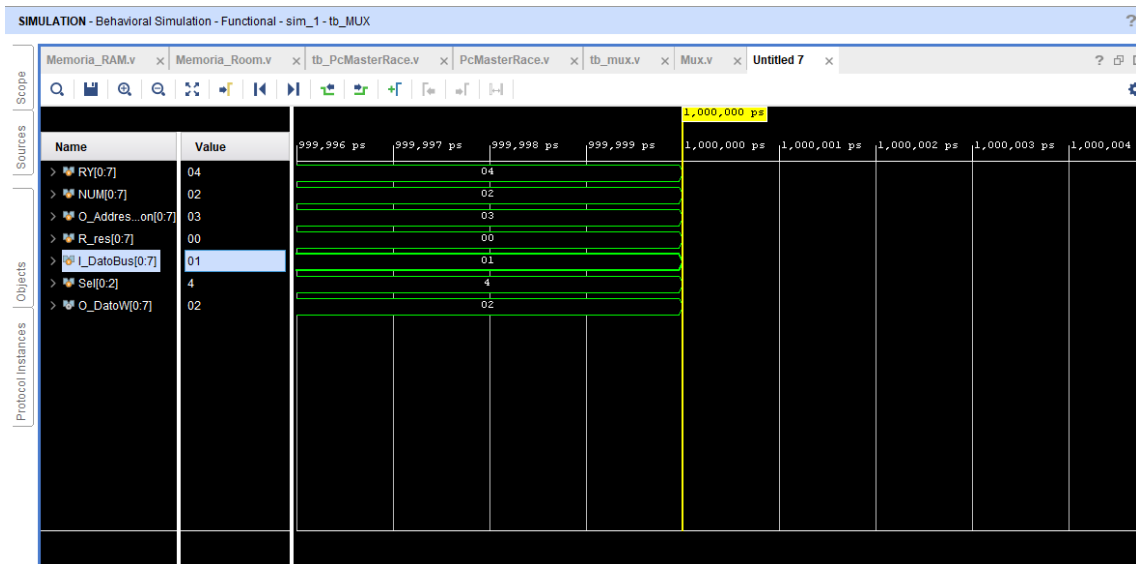 SIMULATION - Behavioral Simulation - Functional - sim_1 - tb_MUX ?
Memoria_RAM.v × Memoria_Room.v × tb_PcMasterRace.v × PcMasterRace.v × tb_mux.v × Mux.v × Untitled 7 × ?
Scope
Sources
Objects
Protocol Instances
1,000,000 ps
Name Value 999,996 ps 999,997 ps 999,998 ps 999,999 ps 1,000,000 ps 1,000,001 ps 1,000,002 ps 1,000,003 ps 1,000,004
> RY[0:7] 04 04
> NUM[0:7] 02 02
> O_Addres...on[0:7] 03 03
> R_res[0:7] 00 00
> I_DatoBus[0:7] 01 01
> Sel[0:2] 4 4
> O_DatoW[0:7] 02 02